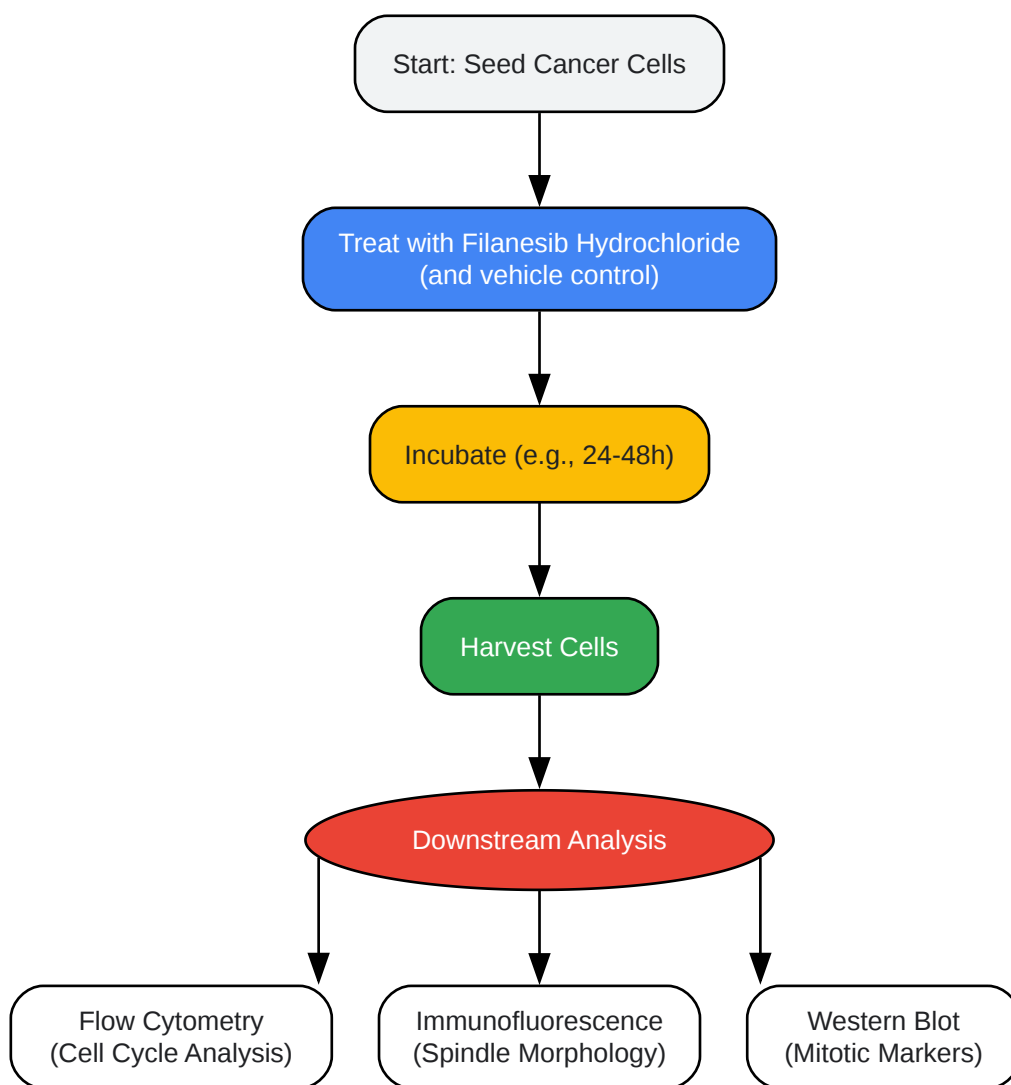 Start: Seed Cancer Cells
Treat with Filanesib Hydrochloride
(and vehicle control)
Incubate (e.g., 24-48h)
Harvest Cells
Downstream Analysis
Flow Cytometry
(Cell Cycle Analysis)
Immunofluorescence
(Spindle Morphology)
Western Blot
(Mitotic Markers)